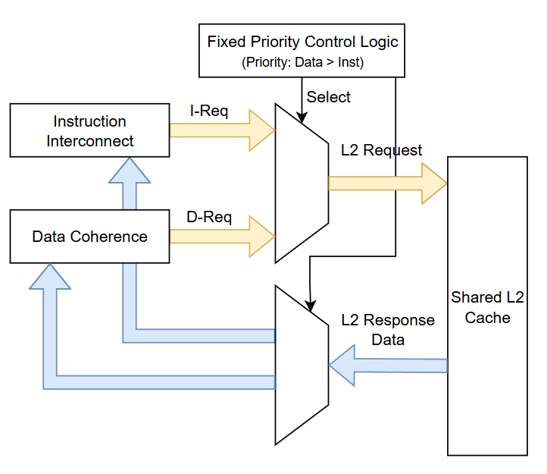 Fixed Priority Control Logic
(Priority: Data > Inst)
Select
I-Req
Instruction
Interconnect
L2 Request
D-Req
Data Coherence
Shared L2
Cache
L2 Response
Data